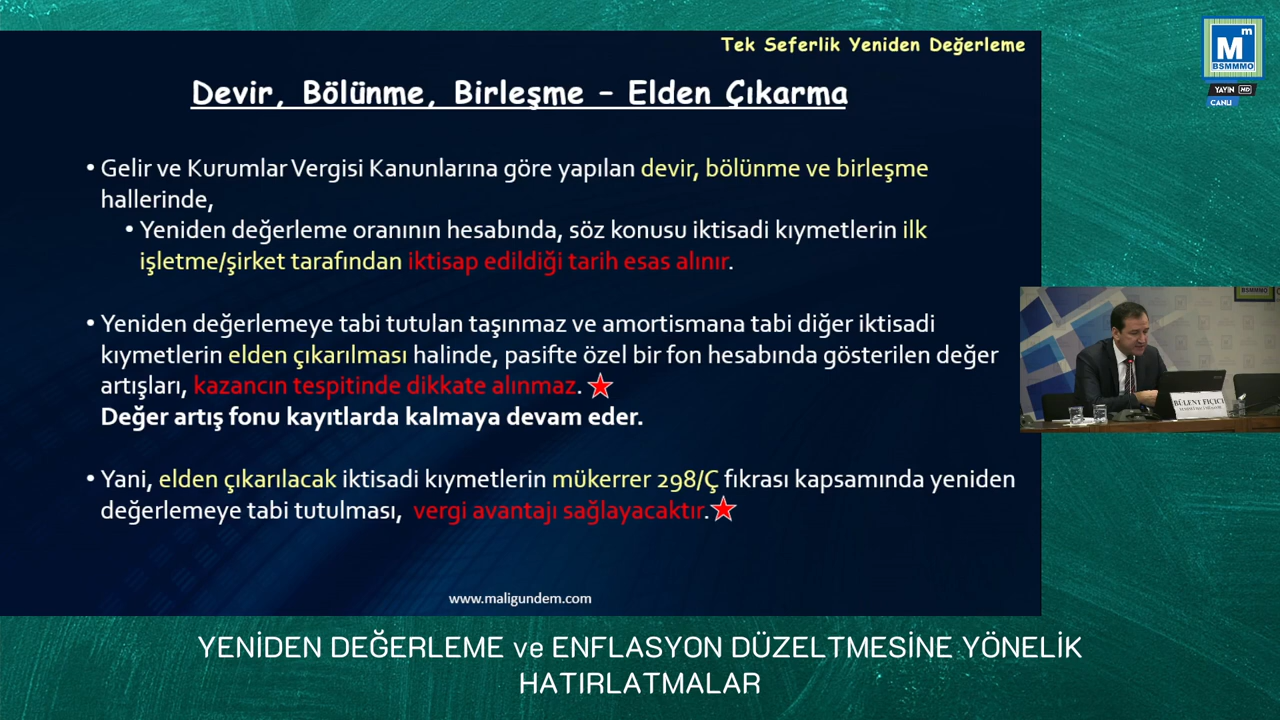 Tek Seferlik Yeniden Değerleme
Mm
BSMMMO
YAYIN HD
CANLI
Devir, Bölünme, Birleşme – Elden Çıkarma
• Gelir ve Kurumlar Vergisi Kanunlarına göre yapılan devir, bölünme ve birleşme
hallerinde,
• Yeniden değerleme oranının hesabında, söz konusu iktisadi kıymetlerin ilk
işletme/şirket tarafından iktisap edildiği tarih esas alınır.
• Yeniden değerlemeye tabi tutulan taşınmaz ve amortismana tabi diğer iktisadi
kıymetlerin elden çıkarılması halinde, pasifte özel bir fon hesabında gösterilen değer
artışları, kazancın tespitinde dikkate alınmaz.
Değer artış fonu kayıtlarda kalmaya devam eder.
• Yani, elden çıkarılacak iktisadi kıymetlerin mükerrer 298/Ç fıkrası kapsamında yeniden
değerlemeye tabi tutulması, vergi avantajı sağlayacaktır.
www.maligundem.com
BSMMMO
BÜLENT FIÇICI
YENİDEN DEĞERLEME ve ENFLASYON DÜZELTMESİNE YÖNELİK
HATIRLATMALAR